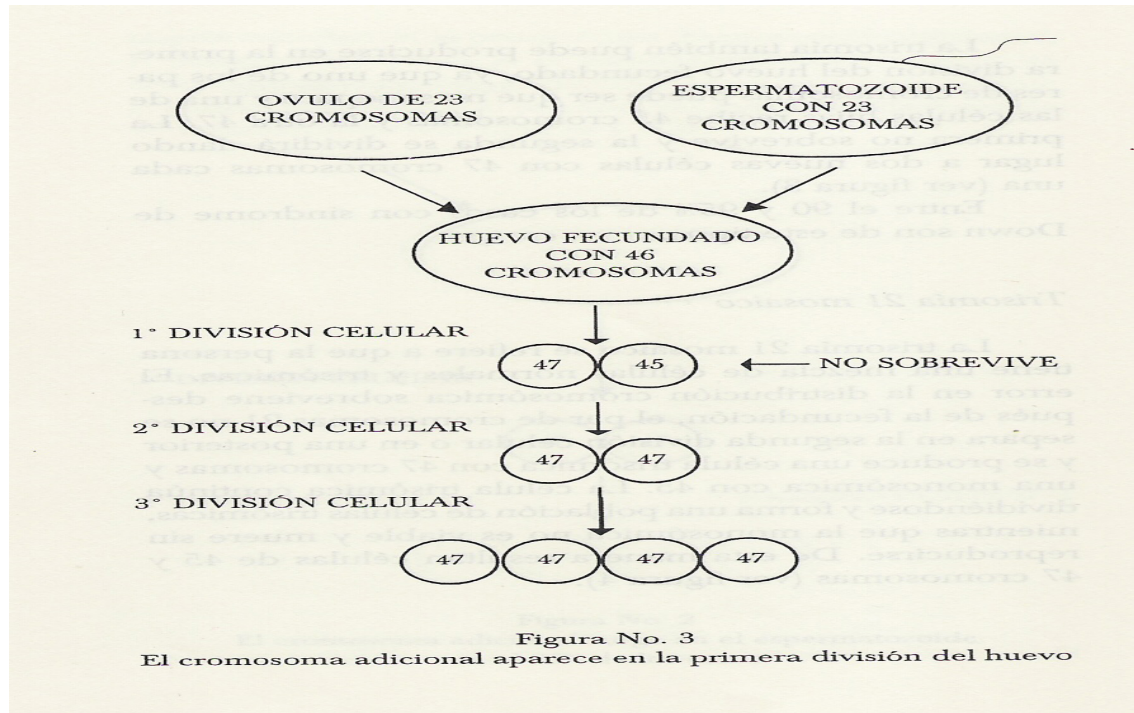 OVULO DE 23
CROMOSOMAS
ESPERMATOZOIDE
CON 23
CROMOSOMAS
HUEVO FECUNDADO
CON 46
CROMOSOMAS
1° DIVISIÓN CELULAR
47 45
NO SOBREVIVE
2° DIVISIÓN CELULAR
47 47
3° DIVISIÓN CELULAR
47 47 47 47
Figura No. 3
El cromosoma adicional aparece en la primera división del huevo